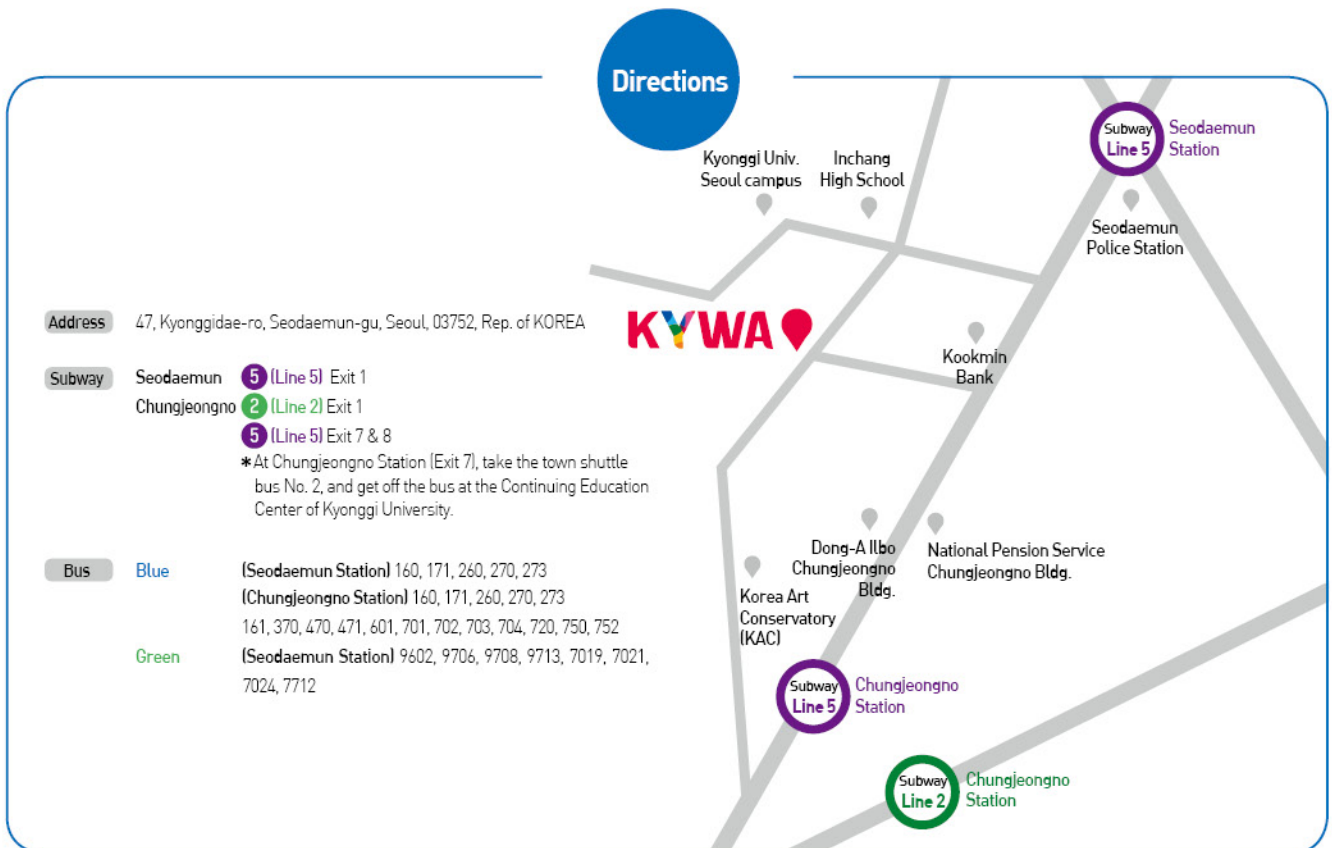 Directions
Kyonggi Univ.
Seoul campus
Inchang
High School
Subway
Line 5
Seodaemun
Station
Seodaemun
Police Station
Address
47, Kyonggidae-ro, Seodaemun-gu, Seoul, 03752, Rep. of KOREA
KYWA
Kookmin
Bank
Subway
Seodaemun 5 (Line 5) Exit 1
Chungjeongno 2 (Line 2) Exit 1
5 (Line 5) Exit 7 & 8
*At Chungjeongno Station (Exit 7), take the town shuttle
bus No. 2, and get off the bus at the Continuing Education
Center of Kyonggi University.
Dong-A Ilbo
Chungjeongno
Bldg.
National Pension Service
Chungjeongno Bldg.
Korea Art
Conservatory
(KAC)
Bus
Blue
(Seodaemun Station) 160, 171, 260, 270, 273
(Chungjeongno Station) 160, 171, 260, 270, 273
161, 370, 470, 471, 601, 701, 702, 703, 704, 720, 750, 752
Green
(Seodaemun Station) 9602, 9706, 9708, 9713, 7019, 7021,
7024, 7712
Subway
Line 5
Chungjeongno
Station
Subway
Line 2
Chungjeongno
Station